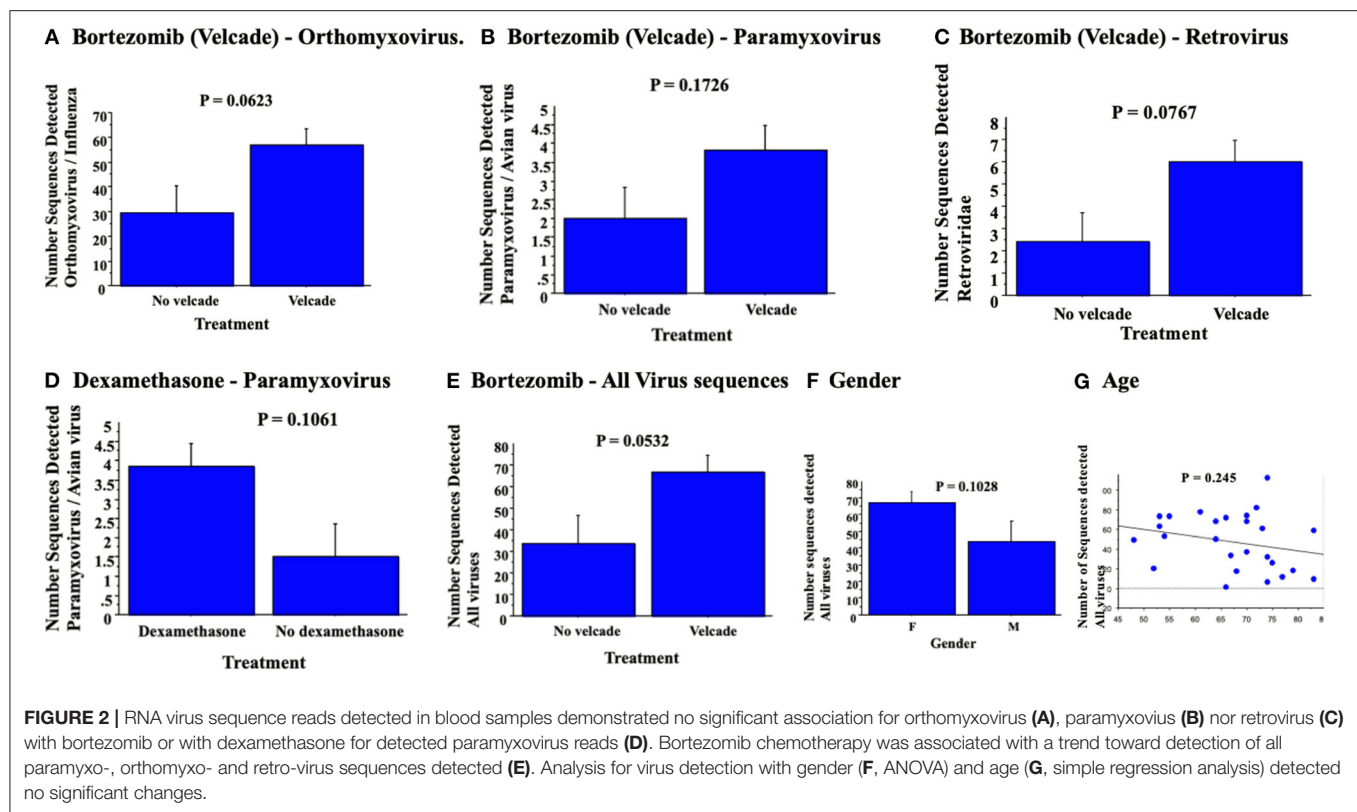 A Bortezomib (Velcade) - Orthomyxovirus.
P = 0.0623
Number Sequences Detected
Orthomyxovirus / Influenza
70
60
50
40
30
20
10
0
No velcade Velcade
Treatment
B Bortezomib (Velcade) - Paramyxovirus
P = 0.1726
Number Sequences Detected
Paramyxovirus / Avian virus
5
4.5
4
3.5
3
2.5
2
1.5
1
.5
0
No velcade Velcade
Treatment
C Bortezomib (Velcade) - Retrovirus
P = 0.0767
Number Sequences Detected
Retroviridae
8
7
6
5
4
3
2
1
0
No velcade Velcade
Treatment
D Dexamethasone - Paramyxovirus
P = 0.1061
Number Sequences Detected
Paramyxovirus / Avian virus
5
4.5
4
3.5
3
2.5
2
1.5
1
.5
0
Dexamethasone No dexamethasone
Treatment
E Bortezomib - All Virus sequences
P = 0.0532
Number Sequences Detected
All viruses
80
70
60
50
40
30
20
10
0
No velcade Velcade
Treatment
F Gender
P = 0.1028
Number sequences detected
All viruses
80
70
60
50
40
30
20
10
0
F M
Gender
G Age
P = 0.245
Number of Sequences detected
All viruses
00
80
60
40
20
0
20
45 50 55 60 65 70 75 80 8
FIGURE 2 | RNA virus sequence reads detected in blood samples demonstrated no significant association for orthomyxovirus (A), paramyxovius (B) nor retrovirus (C)
with bortezomib or with dexamethasone for detected paramyxovirus reads (D). Bortezomib chemotherapy was associated with a trend toward detection of all
paramyxo-, orthomyxo- and retro-virus sequences detected (E). Analysis for virus detection with gender (F, ANOVA) and age (G, simple regression analysis) detected
no significant changes.